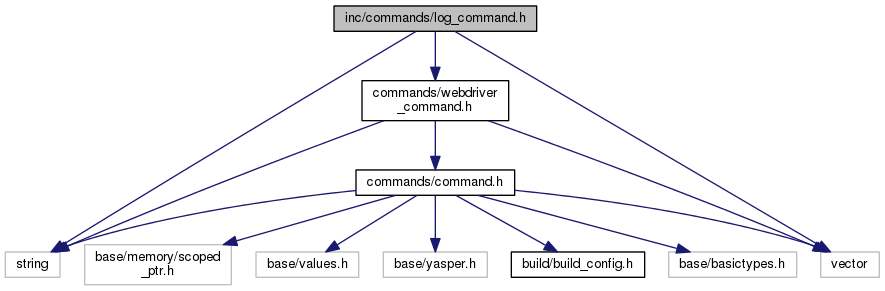 inc/commands/log_command.h
commands/webdriver
_command.h
commands/command.h
string
base/memory/scoped
_ptr.h
base/values.h
base/yasper.h
build/build_config.h
base/basictypes.h
vector